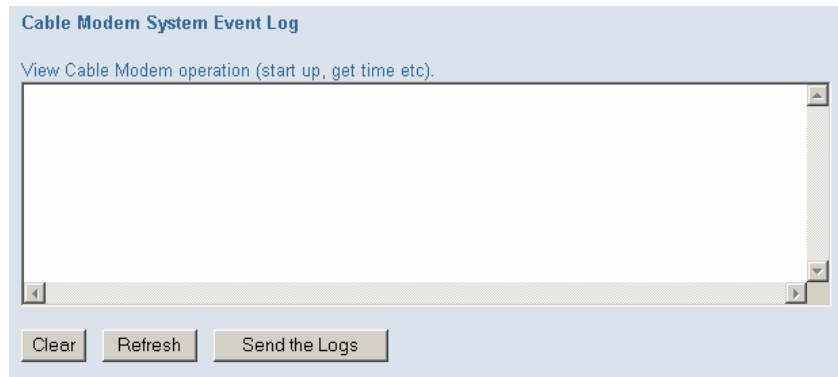 Cable Modem System Event Log
View Cable Modem operation (start up, get time etc).
Clear Refresh Send the Logs